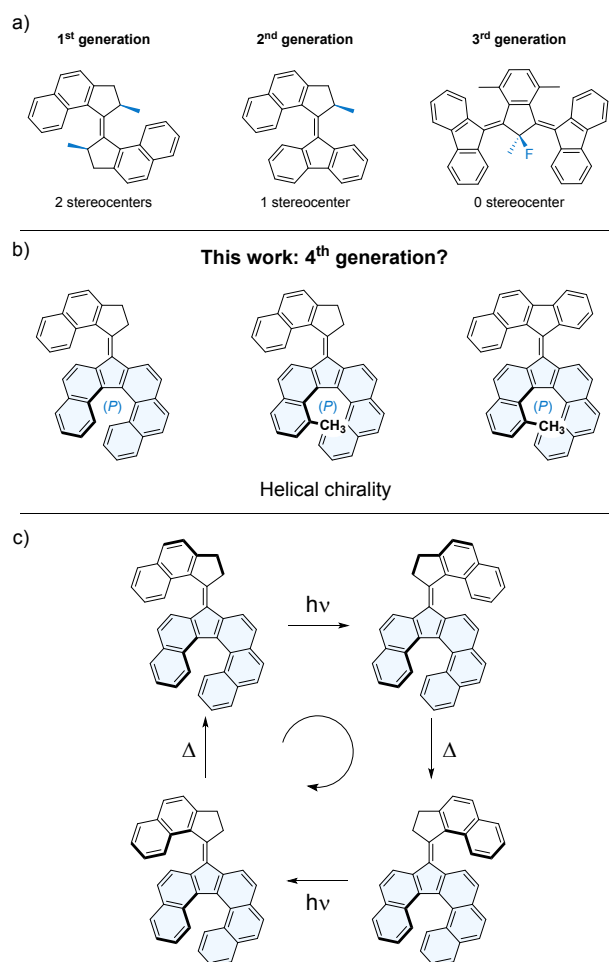 a)
1st generation
2nd generation
3rd generation
F
2 stereocenters
1 stereocenter
0 stereocenter
b)
This work: 4th generation?
(P)
(P)
CH3
(P)
CH3
Helical chirality
c)
hν
Δ
Δ
hν